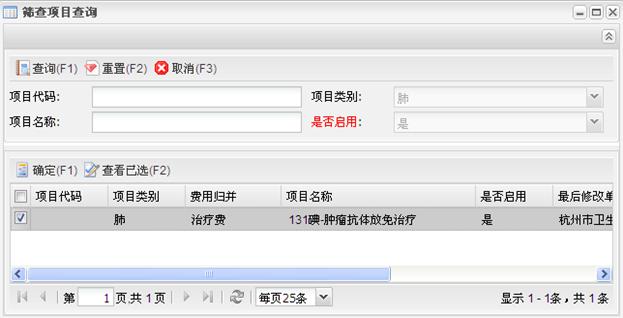 筛查项目查询
查询(F1) 重置(F2) 取消(F3)
项目代码: 项目类别: 肺
项目名称: 是否启用: 是
确定(F1) 查看已选(F2)
项目代码 项目类别 费用归并 项目名称 是否启用 最后修改单
肺 治疗费 131碘-肿瘤抗体放免治疗 是 杭州市卫生
第 1 页,共 1 页 每页25条 显示 1 - 1条，共 1 条